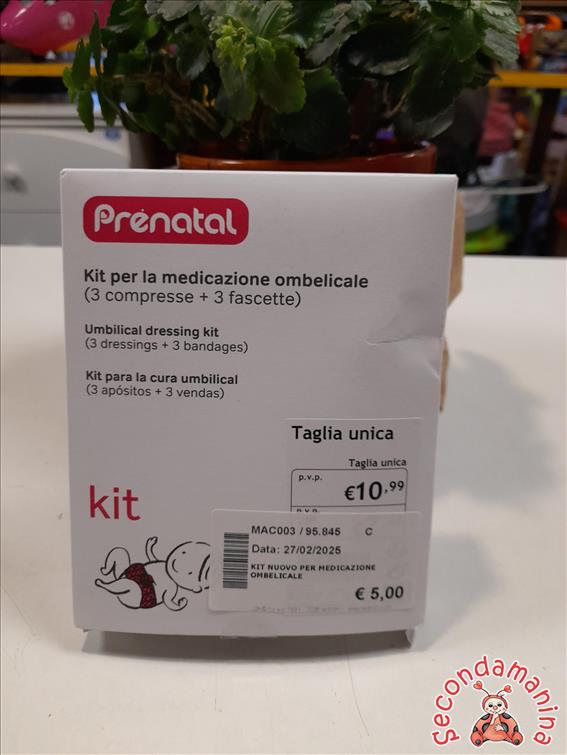 Prénatal
Kit per la medicazione ombelicale
(3 compresse + 3 fascette)
Umbilical dressing kit
(3 dressings + 3 bandages)
Kit para la cura umbilical
(3 apósitos + 3 vendas)
kit
Taglia unica
Taglia unica
p.v.p.
€10,99
p.v.p.
MAC003 / 95.845 C
Data: 27/02/2025
KIT NUOVO PER MEDICAZIONE
OMBELICALE
€ 5,00
secondamanina